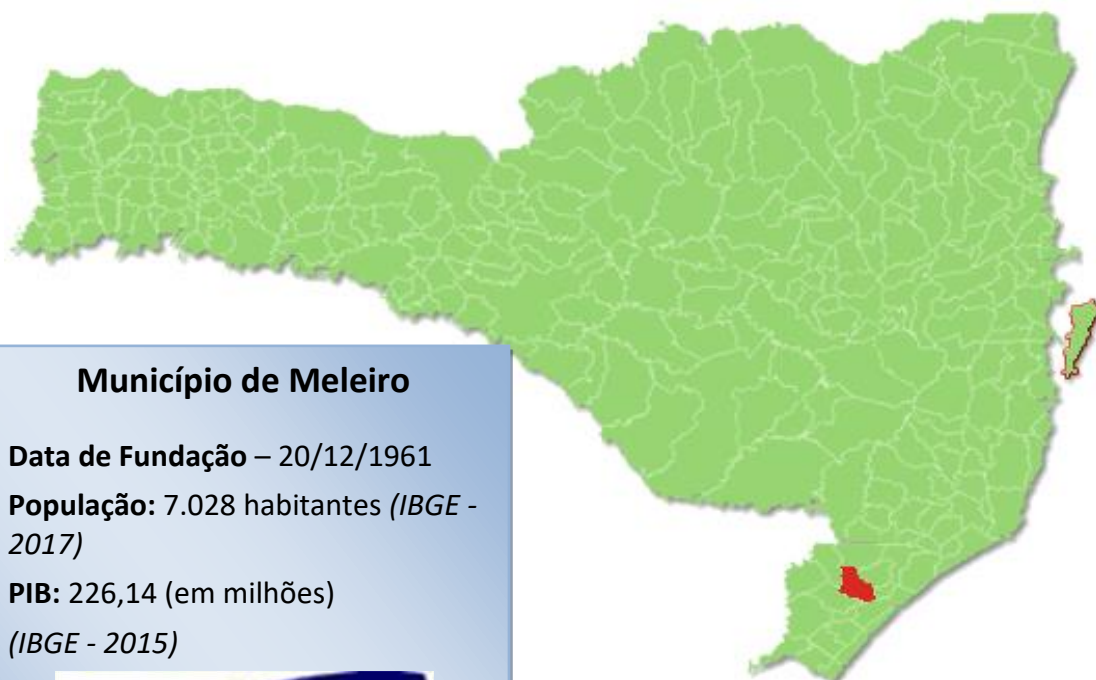 Município de Meleiro
Data de Fundação – 20/12/1961
População: 7.028 habitantes (IBGE -
2017)
PIB: 226,14 (em milhões)
(IBGE - 2015)